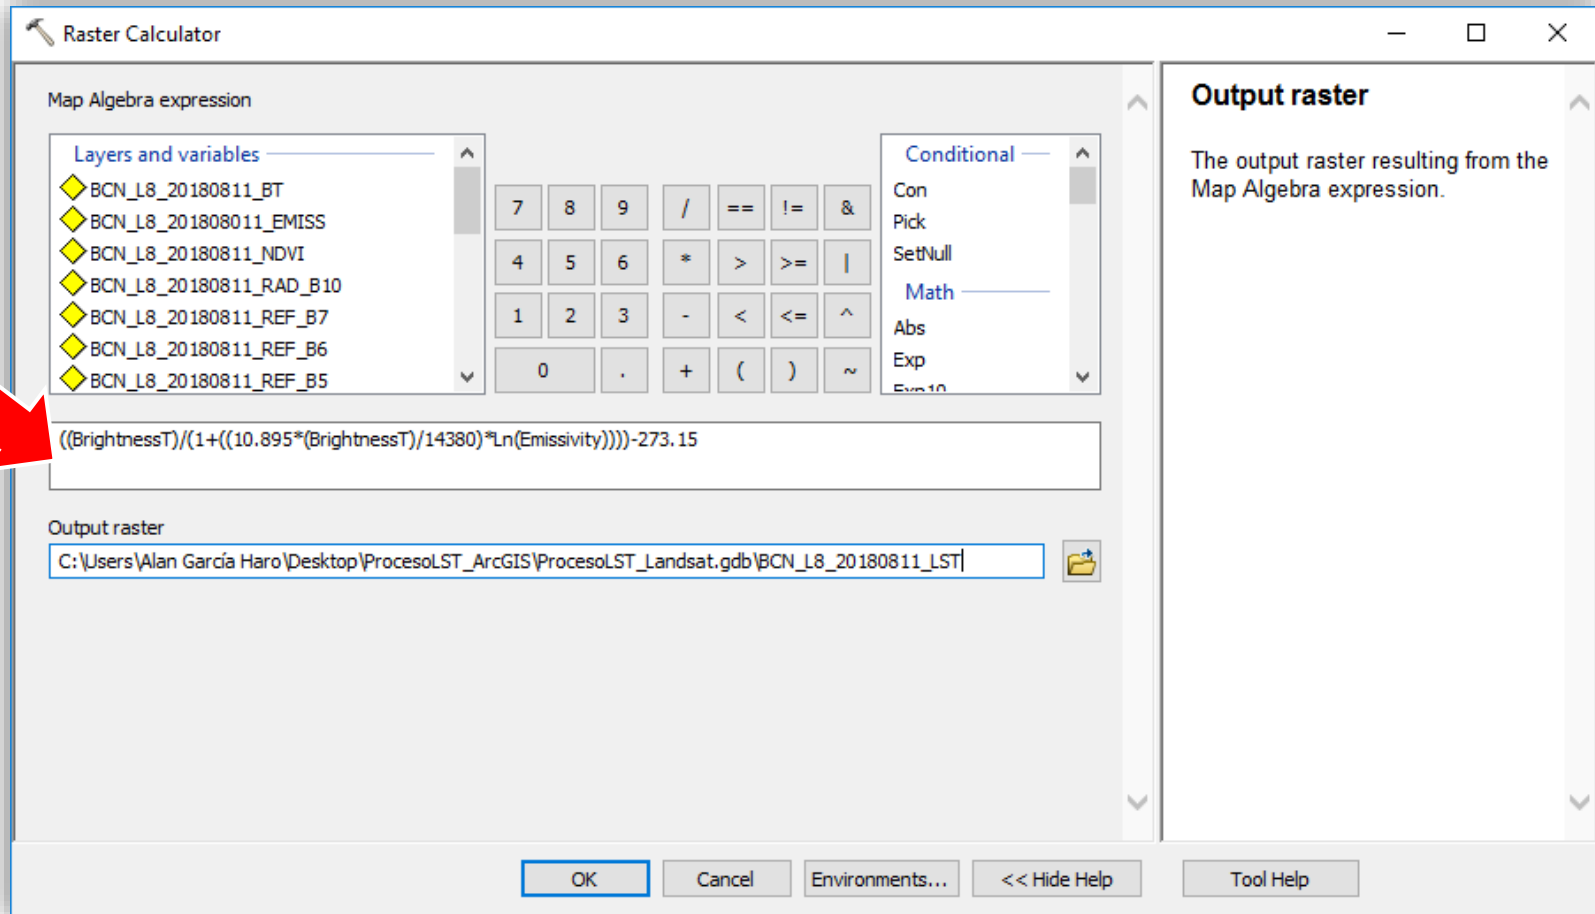 Raster Calculator
Map Algebra expression
Layers and variables
BCN_L8_20180811_BT
BCN_L8_201808011_EMISS
BCN_L8_20180811_NDVI
BCN_L8_20180811_RAD_B10
BCN_L8_20180811_REF_B7
BCN_L8_20180811_REF_B6
BCN_L8_20180811_REF_B5
7 8 9 / == != &
4 5 6 * > >= |
1 2 3 - < <= ^
0 . + ( ) ~
Conditional
Con
Pick
SetNull
Math
Abs
Exp
Exp10
((BrightnessT)/(1+((10.895*(BrightnessT)/14380)*Ln(Emissivity))))-273.15
Output raster
C:\Users\Alan García Haro\Desktop\ProcesoLST_ArcGIS\ProcesoLST_Landsat.gdb\BCN_L8_20180811_LST
Output raster
The output raster resulting from the
Map Algebra expression.
OK Cancel Environments... << Hide Help Tool Help